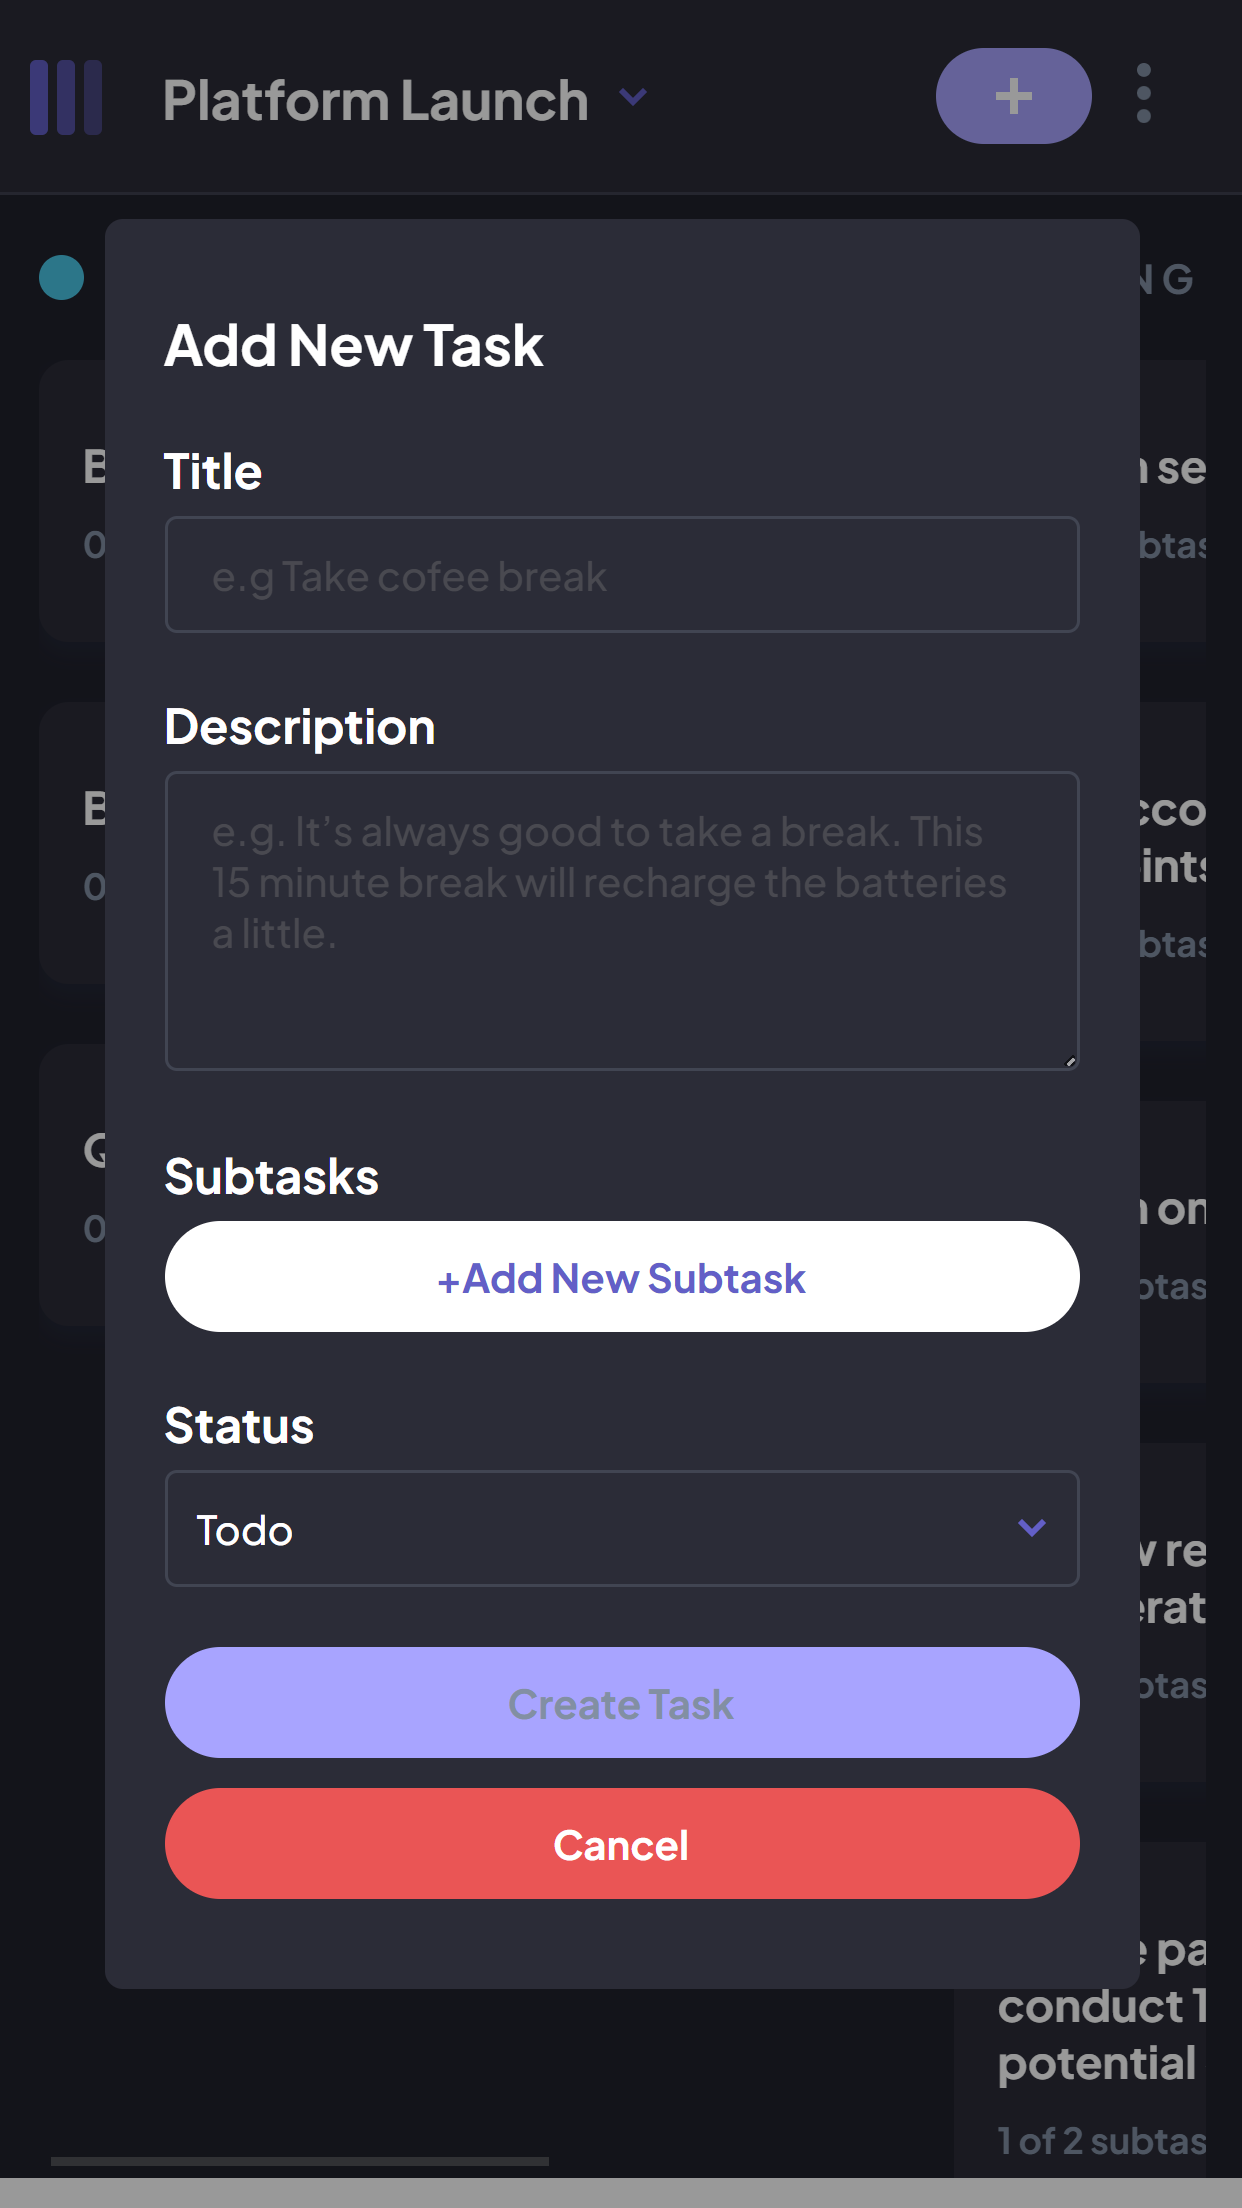 Platform Launch
+
N G
Add New Task
Title
e.g Take cofee break
Description
e.g. It’s always good to take a break. This
15 minute break will recharge the batteries
a little.
Subtasks
+Add New Subtask
Status
Todo
Create Task
Cancel
conduct 1
potential
1 of 2 subtas